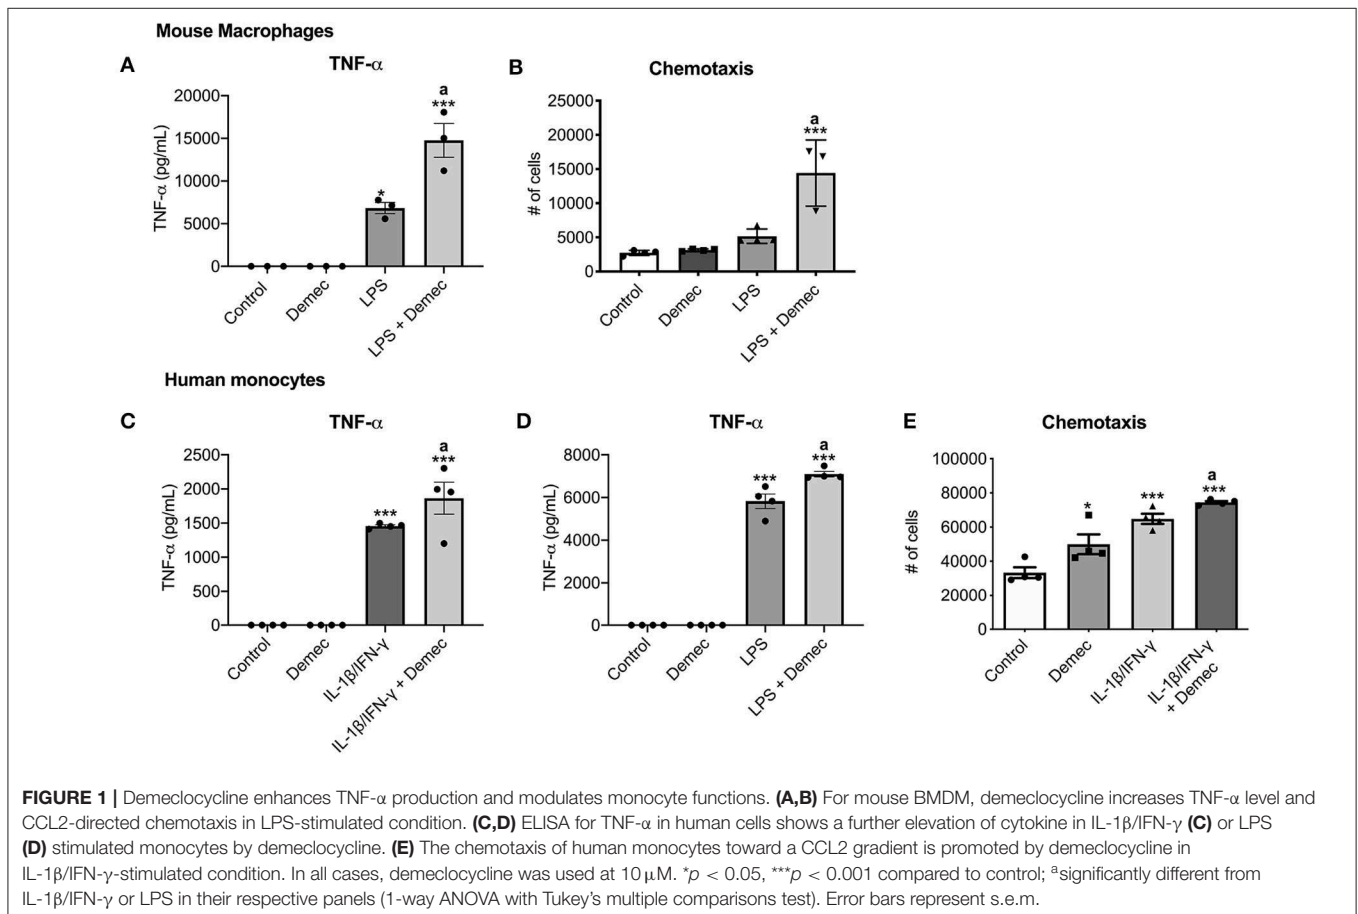 Mouse Macrophages
A
TNF-α
TNF-α (pg/mL)
20000
15000
10000
5000
0
a
***
*
Control
Demec
LPS
LPS + Demec
B
Chemotaxis
# of cells
25000
20000
15000
10000
5000
0
a
***
Control
Demec
LPS
LPS + Demec
Human monocytes
C
TNF-α
TNF-α (pg/mL)
2500
2000
1500
1000
500
0
***
a
***
Control
Demec
IL-1β/IFN-γ
IL-1β/IFN-γ + Demec
D
TNF-α
TNF-α (pg/mL)
8000
6000
4000
2000
0
***
a
***
Control
Demec
LPS
LPS + Demec
E
Chemotaxis
# of cells
100000
80000
60000
40000
20000
0
*
***
a
***
Control
Demec
IL-1β/IFN-γ
IL-1β/IFN-γ
+ Demec
FIGURE 1 | Demeclocycline enhances TNF-α production and modulates monocyte functions. (A,B) For mouse BMDM, demeclocycline increases TNF-α level and
CCL2-directed chemotaxis in LPS-stimulated condition. (C,D) ELISA for TNF-α in human cells shows a further elevation of cytokine in IL-1β/IFN-γ (C) or LPS
(D) stimulated monocytes by demeclocycline. (E) The chemotaxis of human monocytes toward a CCL2 gradient is promoted by demeclocycline in
IL-1β/IFN-γ-stimulated condition. In all cases, demeclocycline was used at 10 μM. *p < 0.05, ***p < 0.001 compared to control; ᵃsignificantly different from
IL-1β/IFN-γ or LPS in their respective panels (1-way ANOVA with Tukey's multiple comparisons test). Error bars represent s.e.m.